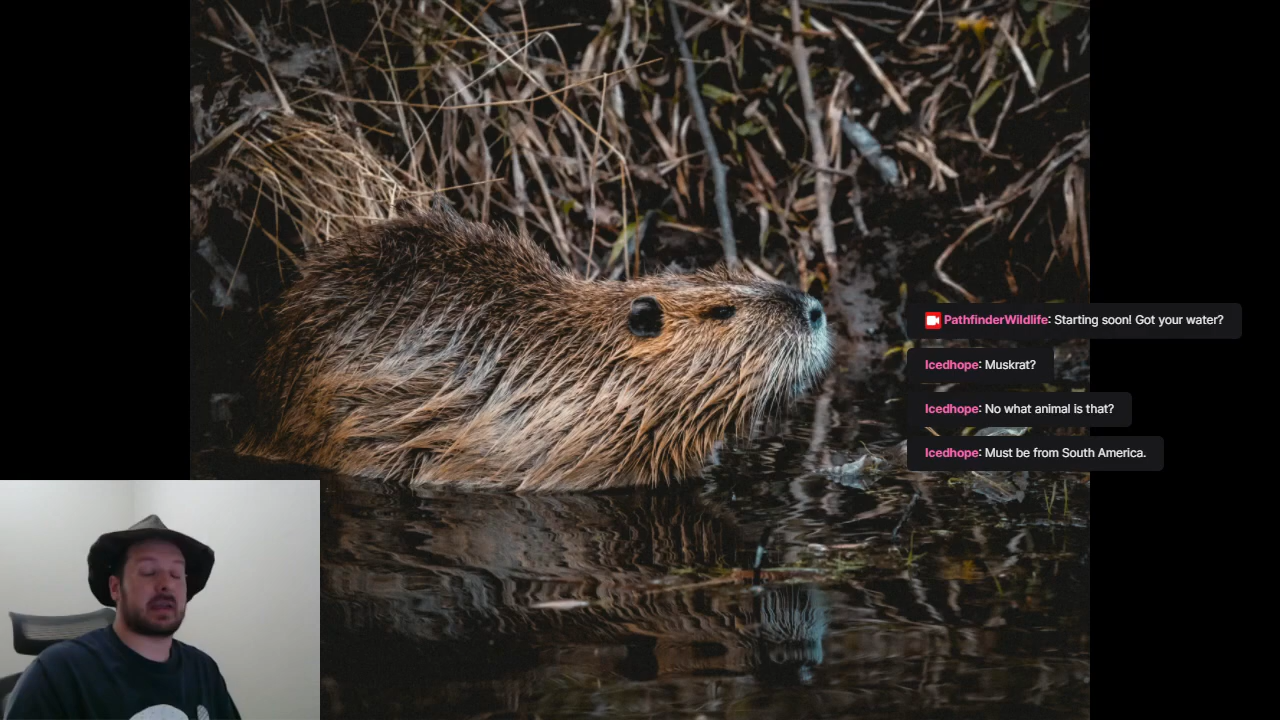 PathfinderWildlife: Starting soon! Got your water?
Icedhope: Muskrat?
Icedhope: No what animal is that?
Icedhope: Must be from South America.